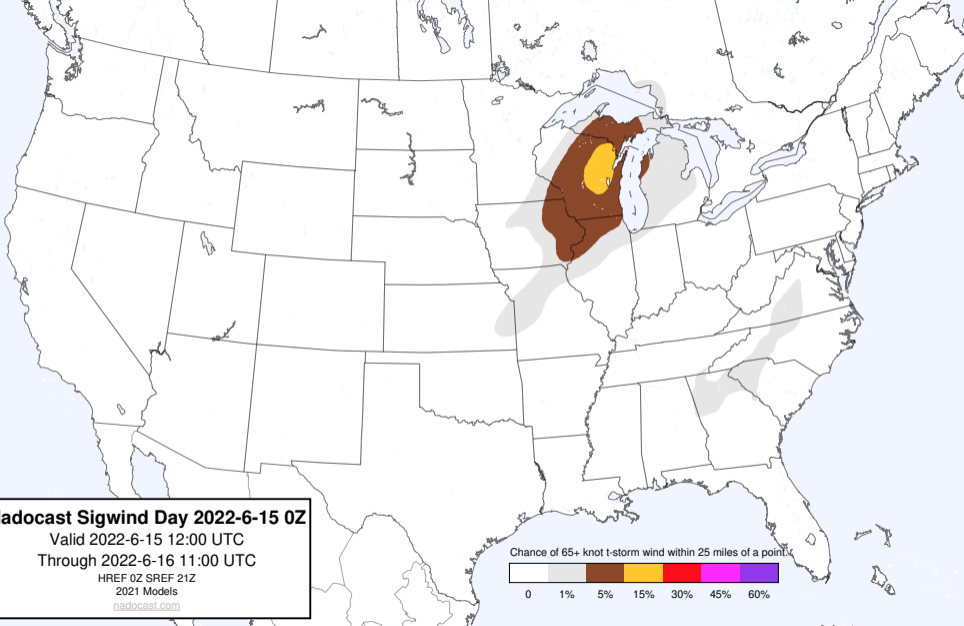 adocast Sigwind Day 2022-6-15 0Z
Valid 2022-6-15 12:00 UTC
Through 2022-6-16 11:00 UTC
HREF 0Z SREF 21Z
2021 Models
nadocast.com
Chance of 65+ knot t-storm wind within 25 miles of a point.
0 1% 5% 15% 30% 45% 60%